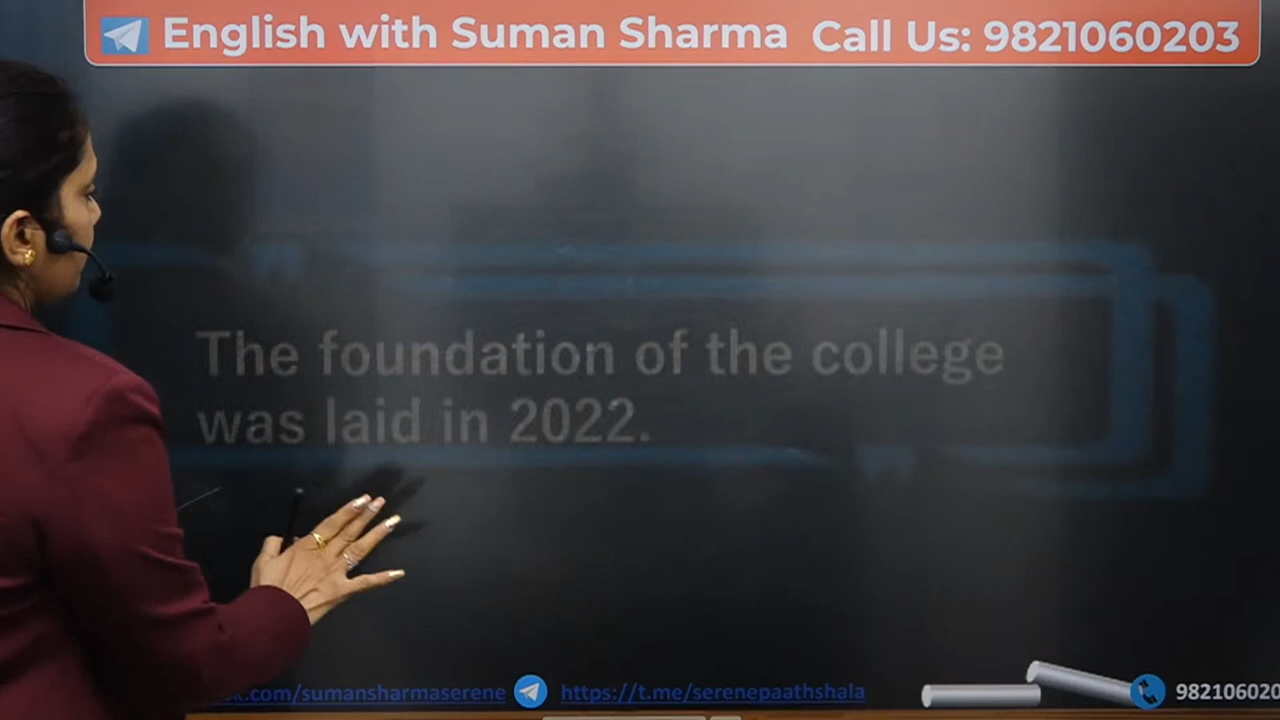 English with Suman Sharma Call Us: 9821060203
The foundation of the college
was laid in 2022.
k.com/sumansharmaserene https://t.me/serenepaathshala 982106020